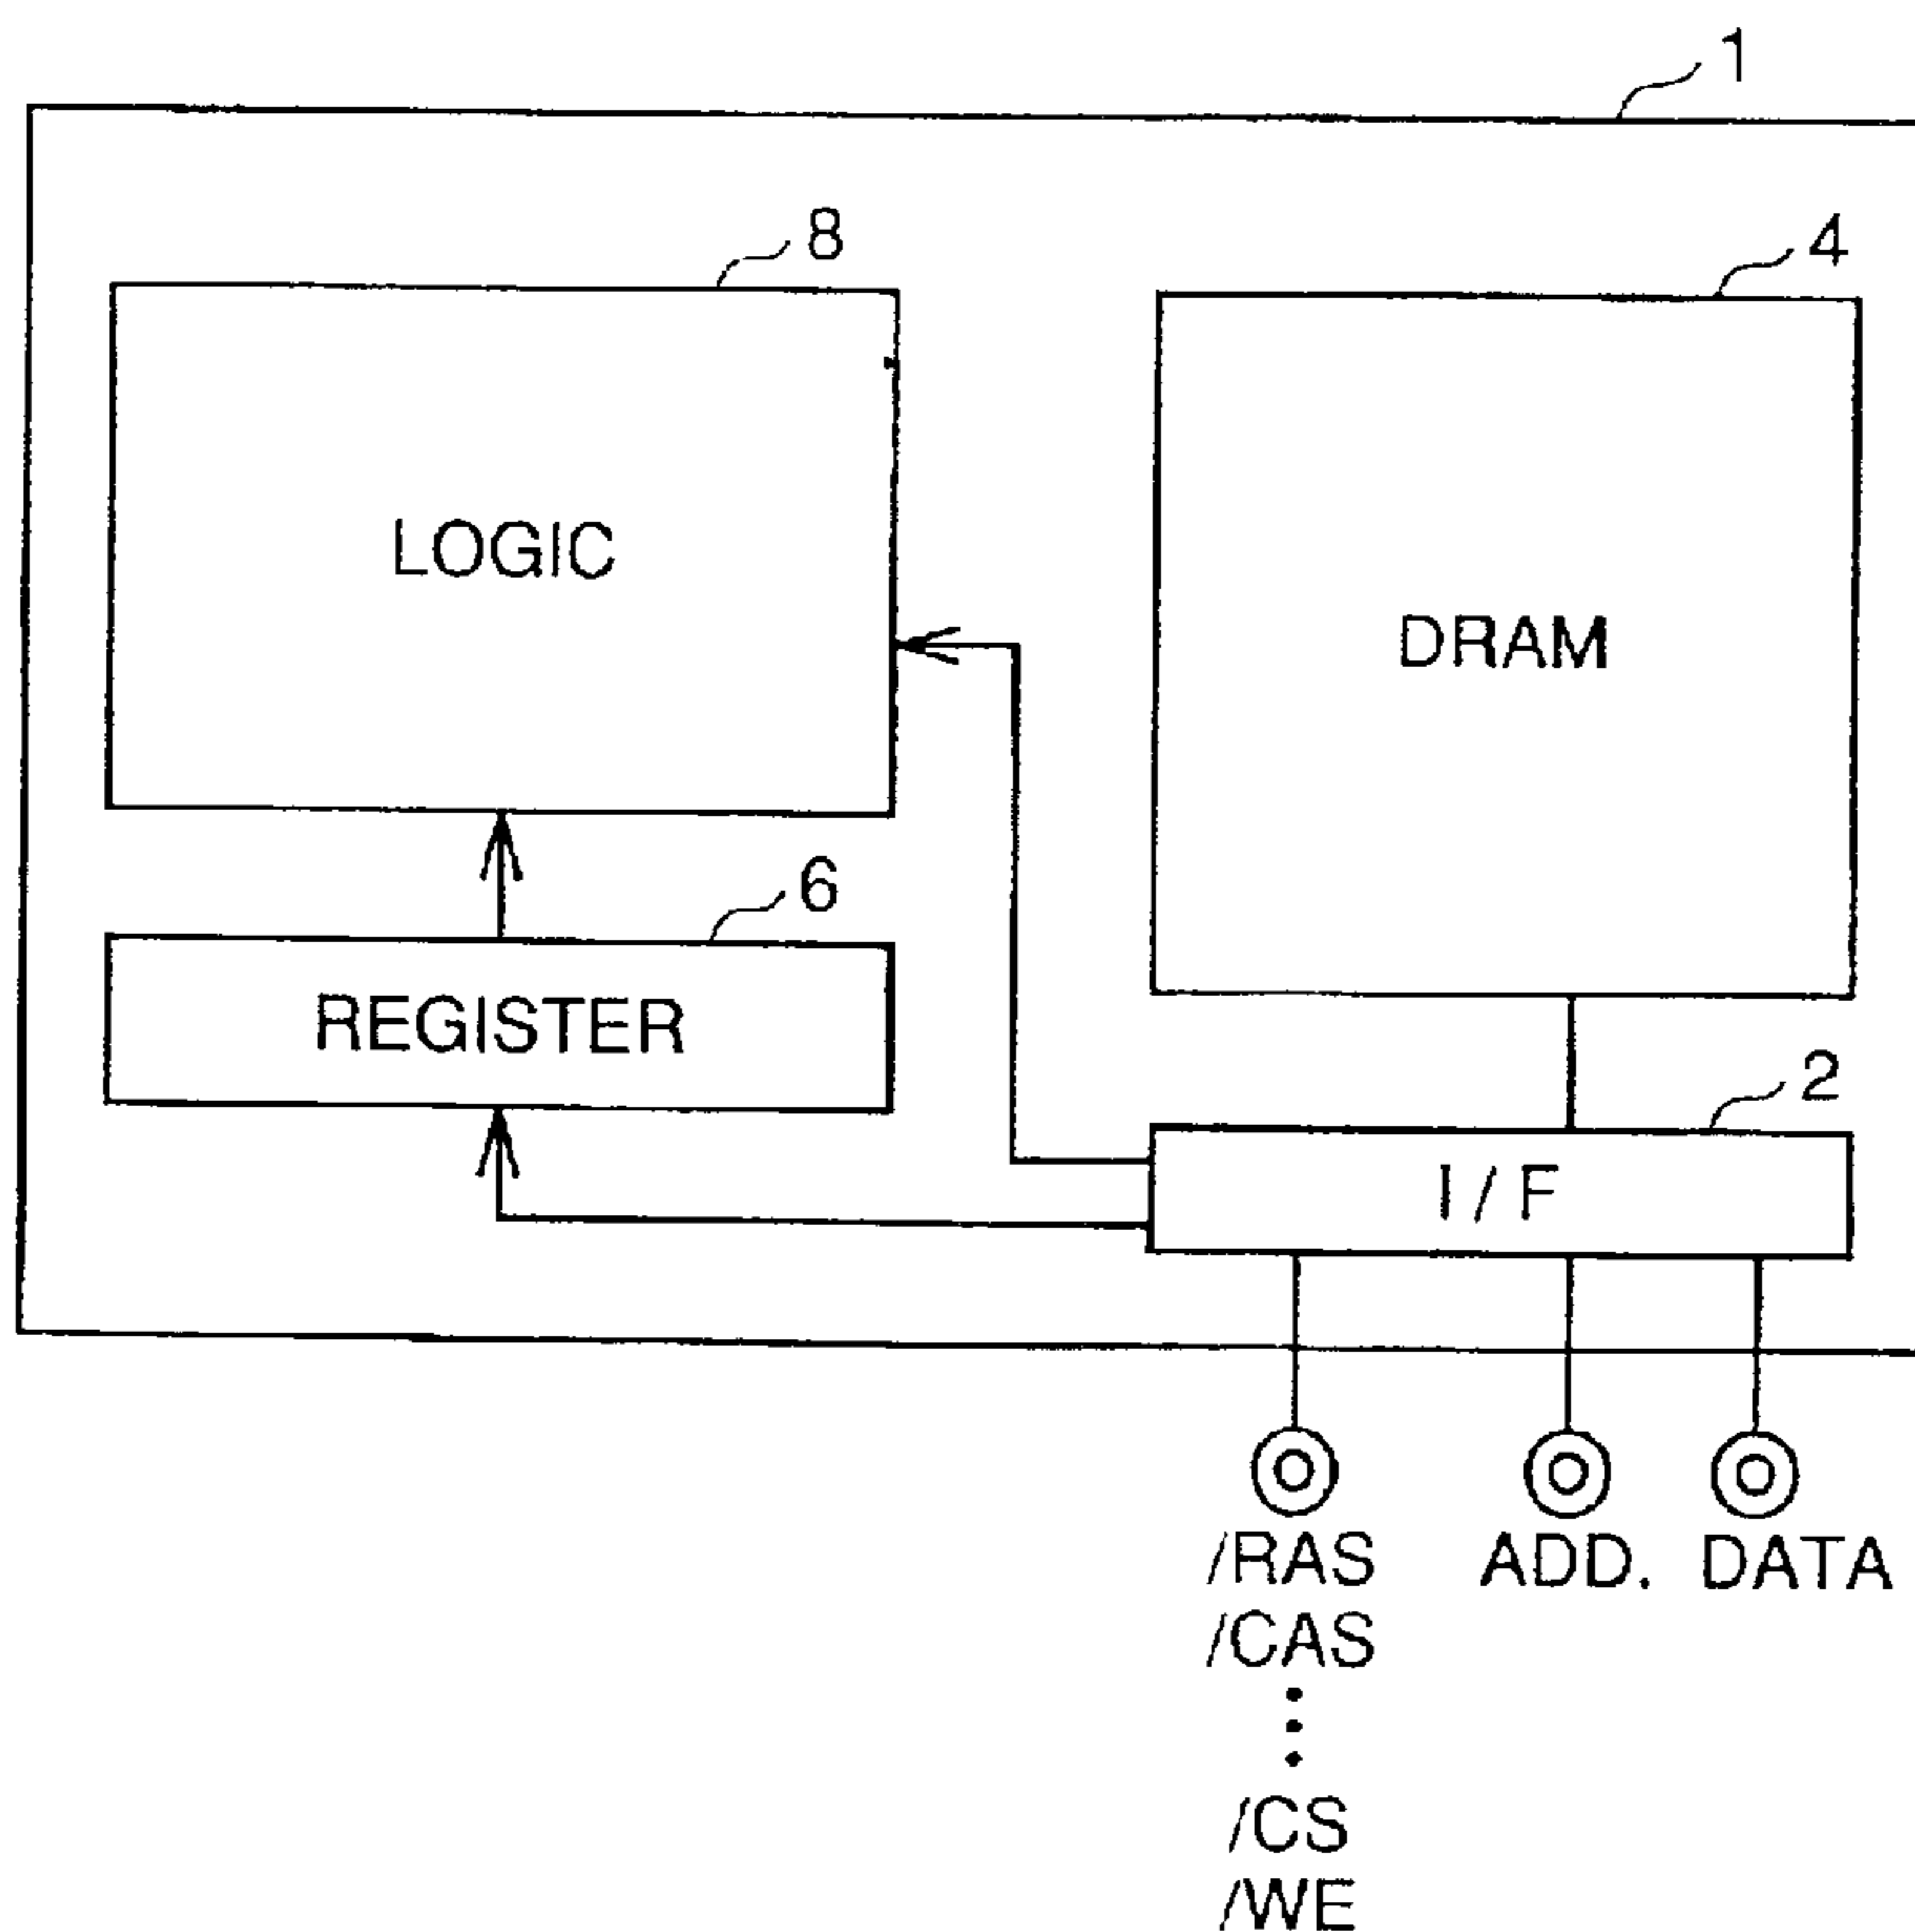 1
8
4
LOGIC
DRAM
6
REGISTER
2
I/F
/RAS ADD. DATA
/CAS
/CS
/WE